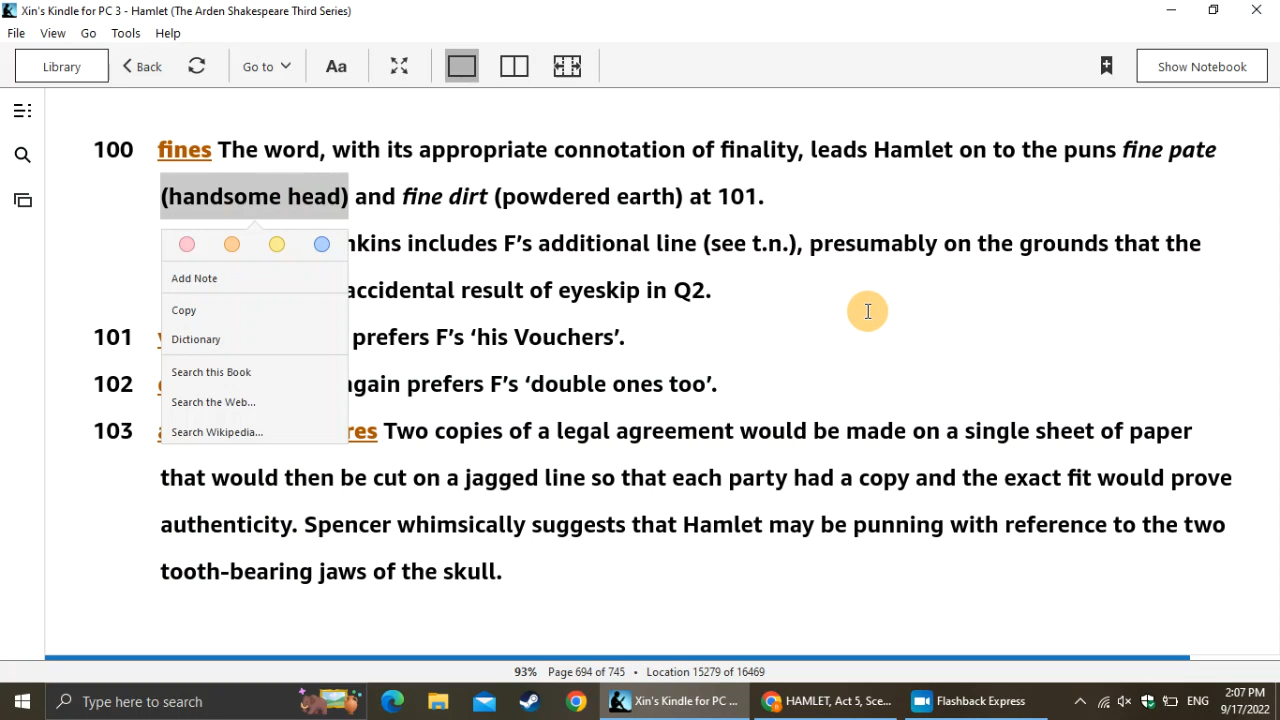 Xin's Kindle for PC 3 - Hamlet (The Arden Shakespeare Third Series)
File View Go Tools Help
Library Back Go to Aa Show Notebook
100 fines The word, with its appropriate connotation of finality, leads Hamlet on to the puns fine pate
(handsome head) and fine dirt (powdered earth) at 101.
nkins includes F's additional line (see t.n.), presumably on the grounds that the
Add Note
accidental result of eyeskip in Q2.
Copy
101 prefers F's 'his Vouchers'.
Dictionary
Search this Book
102 again prefers F's 'double ones too'.
Search the Web...
103 res Two copies of a legal agreement would be made on a single sheet of paper
Search Wikipedia...
that would then be cut on a jagged line so that each party had a copy and the exact fit would prove
authenticity. Spencer whimsically suggests that Hamlet may be punning with reference to the two
tooth-bearing jaws of the skull.
93% Page 694 of 745 • Location 15279 of 16469
Type here to search Xin's Kindle for PC ... HAMLET, Act 5, Sce... Flashback Express ENG 2:07 PM
9/17/2022